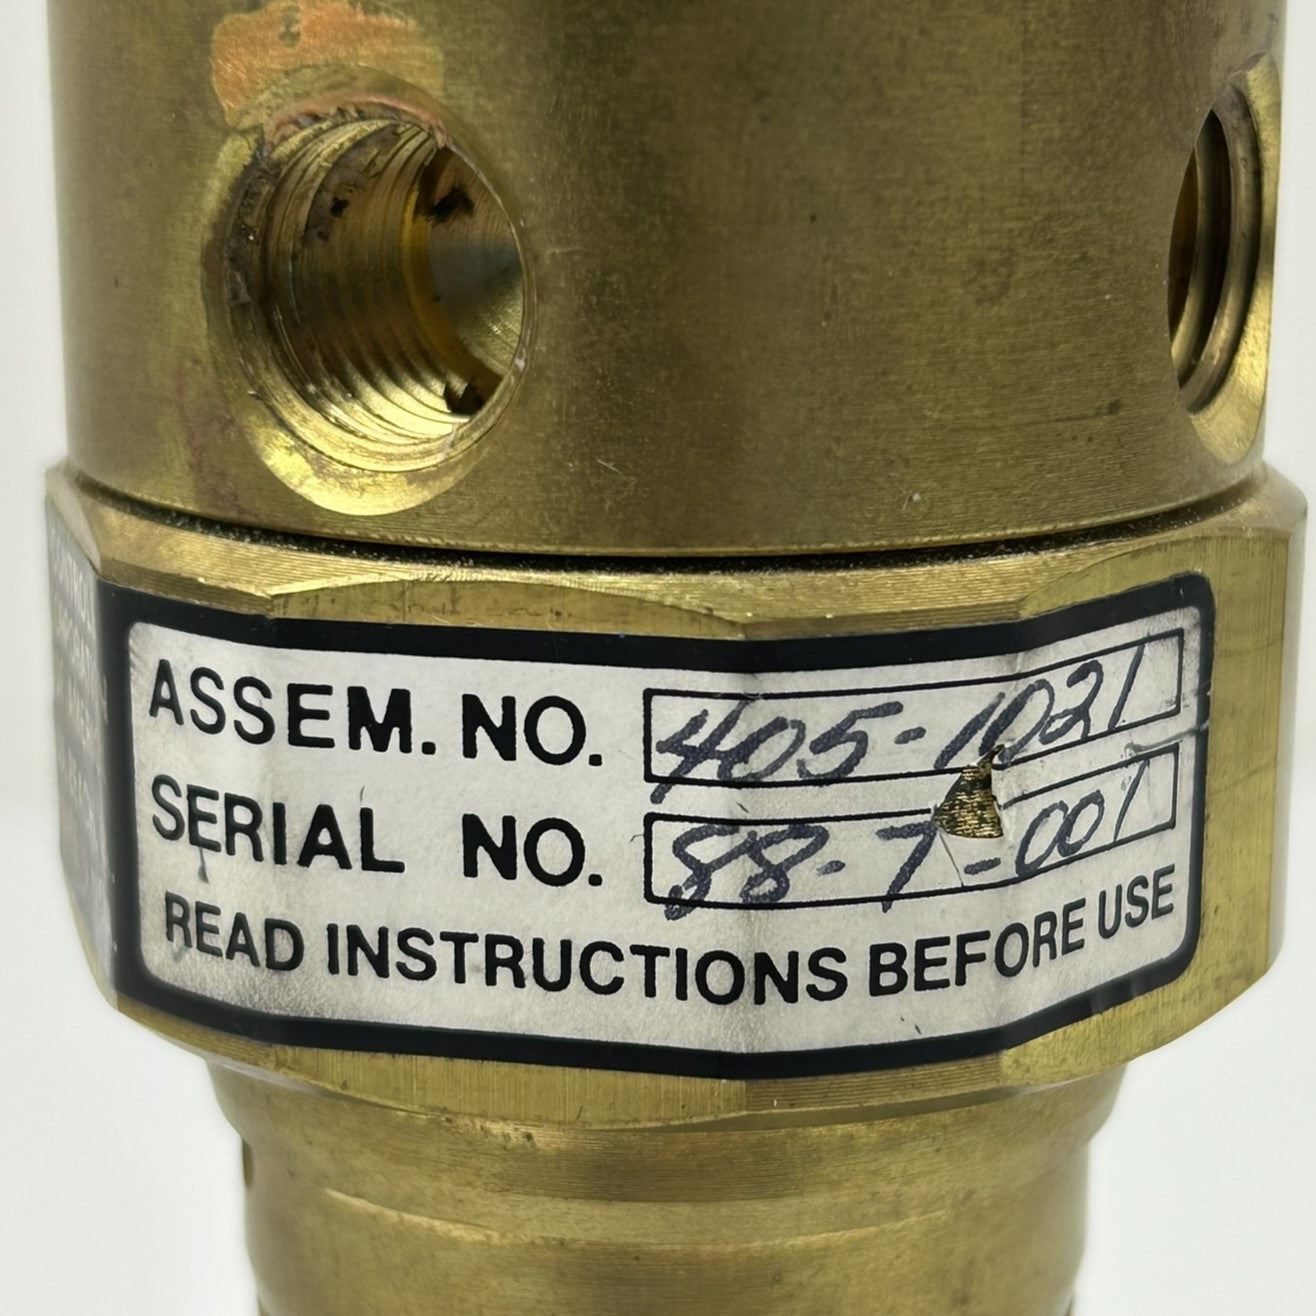 ASSEM. NO. 405-1021
SERIAL NO. 88-7-001
READ INSTRUCTIONS BEFORE USE